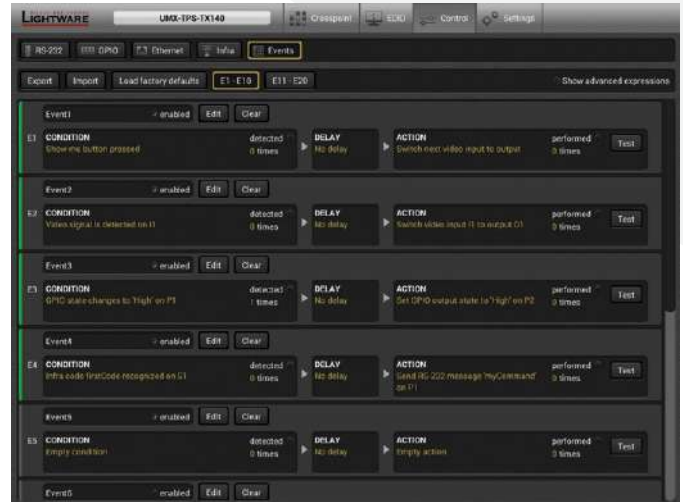 LIGHTWARE UMX-TPS-TX140 Crosspoint EDID Control Settings
RS-232 GPIO Ethernet Infra Events
Export Import Load factory defaults E1 - E10 E11 - E20 Show advanced expressions
Event1 enabled Edit Clear
E1 CONDITION detected DELAY ACTION performed Test
Show me button pressed 0 times No delay Switch next video input to output 0 times
Event2 enabled Edit Clear
E2 CONDITION detected DELAY ACTION performed Test
Video signal is detected on I1 0 times No delay Switch video input I1 to output O1 0 times
Event3 enabled Edit Clear
E3 CONDITION detected DELAY ACTION performed Test
GPIO state changes to 'High' on P1 1 times No delay Set GPIO output state to 'High' on P2 0 times
Event4 enabled Edit Clear
E4 CONDITION detected DELAY ACTION performed Test
Infra code firstCode recognized on S1 0 times No delay Send RS-232 message 'myCommand' 0 times
on P1
Event5 enabled Edit Clear
E5 CONDITION detected DELAY ACTION performed Test
Empty condition 0 times No delay Empty action 0 times
Event6 enabled Edit Clear